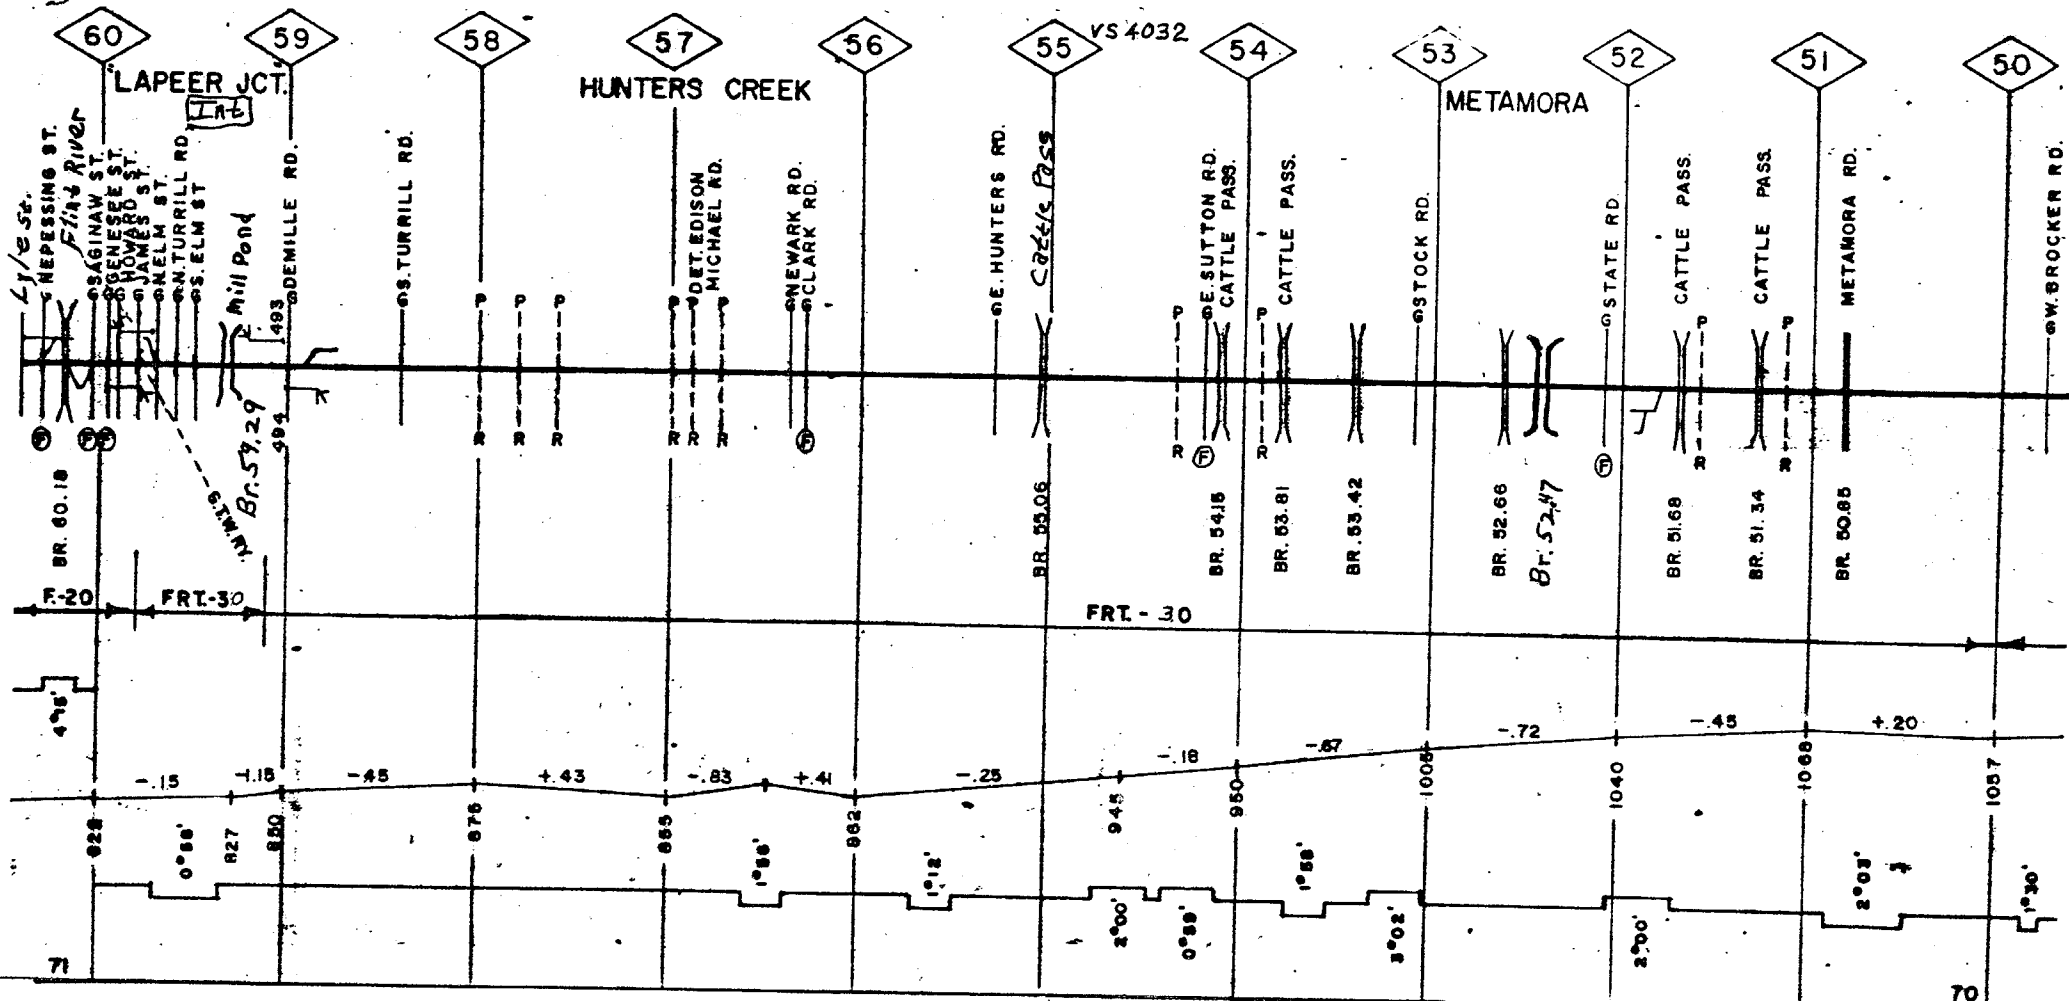 60
59
58
57
56
55
VS 4032
54
53
52
51
50
"LAPEER JCT."
Int
HUNTERS CREEK
METAMORA
Lyle St.
NEPESSING ST.
Flint River
SAGINAW ST.
GENESEE ST.
HOWARD ST.
JAMES ST.
N.ELM ST.
N.TURRILL RD.
S.ELM ST
Mill Pond
493
DEMILLE RD.
S.TURRILL RD.
DET. EDISON
MICHAEL RD.
NEWARK RD.
CLARK RD.
E.HUNTERS RD.
Cattle Pass
E.SUTTON RD.
CATTLE PASS.
CATTLE PASS.
STOCK RD.
STATE RD.
CATTLE PASS.
CATTLE PASS.
METAMORA RD.
W.BROCKER RD.
P P P P P P P P P P
R R R R R R R R R R
F F F F F F
494
BR. 60.18
G.T.W.RY.
Br. 59.29
BR. 55.06
BR. 54.15
BR. 53.81
BR. 53.42
BR. 52.66
Br. 52.47
BR. 51.68
BR. 51.34
BR. 50.85
F.-20
FRT.-30
FRT. - 30
4°15'
-.15
-1.15
-.45
+.43
-.83
+.41
-.25
-.18
-.67
-.72
-.45
+.20
827
850
875
862
945
950
1005
1040
1068
1057
0°58'
1°56'
1°12'
2°00'
0°59'
1°58'
3°02'
2°00'
2°03'
1°30'
71
70